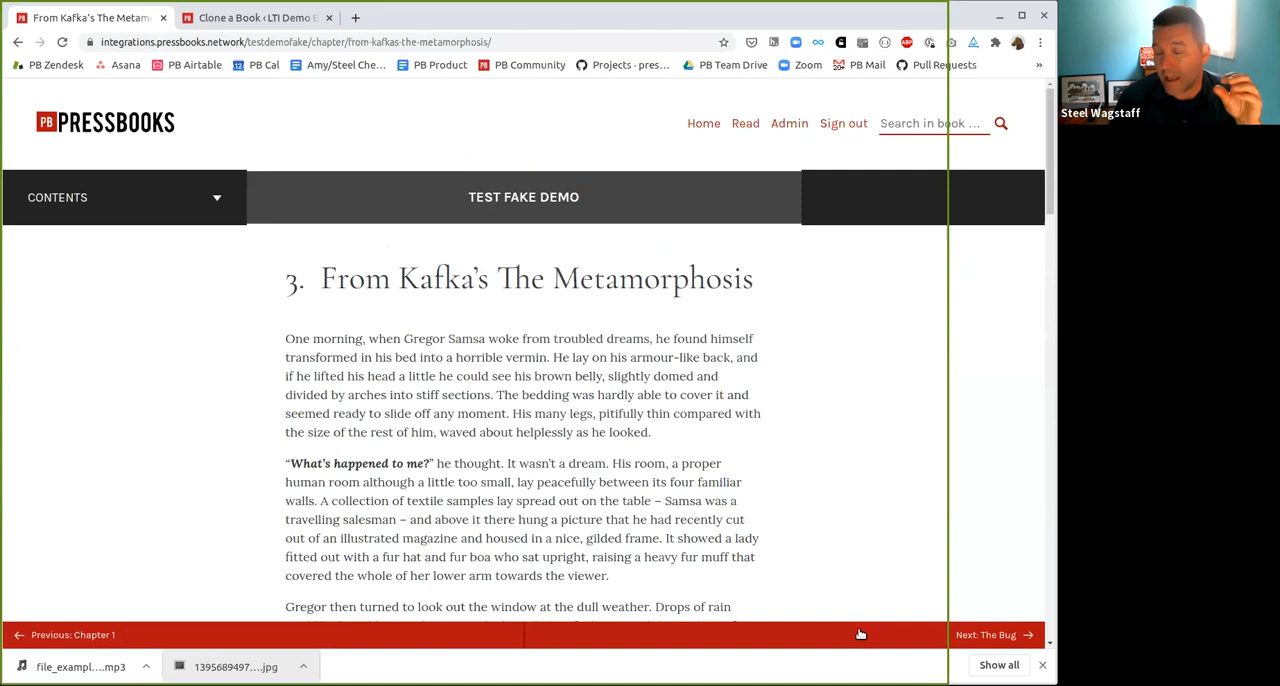 From Kafka's The Metam
Clone a Book ‹ LTI Demo
integrations.pressbooks.network/testdemofake/chapter/from-kafkas-the-metamorphosis/
PB Zendesk
Asana
PB Airtable
PB Cal
Amy/Steel Che...
PB Product
PB Community
Projects · pres...
PB Team Drive
Zoom
PB Mail
Pull Requests
»
Steel Wagstaff
PB PRESSBOOKS
Home Read Admin Sign out Search in book ...
CONTENTS
TEST FAKE DEMO
3. From Kafka's The Metamorphosis
One morning, when Gregor Samsa woke from troubled dreams, he found himself
transformed in his bed into a horrible vermin. He lay on his armour-like back, and
if he lifted his head a little he could see his brown belly, slightly domed and
divided by arches into stiff sections. The bedding was hardly able to cover it and
seemed ready to slide off any moment. His many legs, pitifully thin compared with
the size of the rest of him, waved about helplessly as he looked.
“What's happened to me?” he thought. It wasn't a dream. His room, a proper
human room although a little too small, lay peacefully between its four familiar
walls. A collection of textile samples lay spread out on the table – Samsa was a
travelling salesman – and above it there hung a picture that he had recently cut
out of an illustrated magazine and housed in a nice, gilded frame. It showed a lady
fitted out with a fur hat and fur boa who sat upright, raising a heavy fur muff that
covered the whole of her lower arm towards the viewer.
Gregor then turned to look out the window at the dull weather. Drops of rain
← Previous: Chapter 1
Next: The Bug →
file_exampl....mp3
1395689497....jpg
Show all